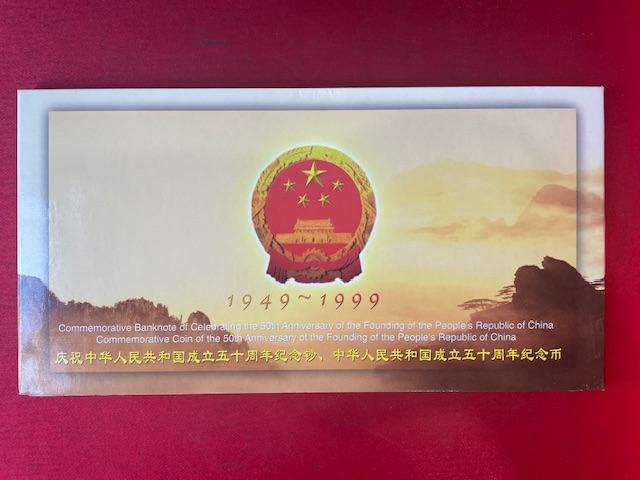 1949~1999
Commemorative Banknote of Celebrating the 50th Anniversary of the Founding of the People's Republic of China
Commemorative Coin of the 50th Anniversary of the Founding of the People's Republic of China
庆祝中华人民共和国成立五十周年纪念钞、中华人民共和国成立五十周年纪念币